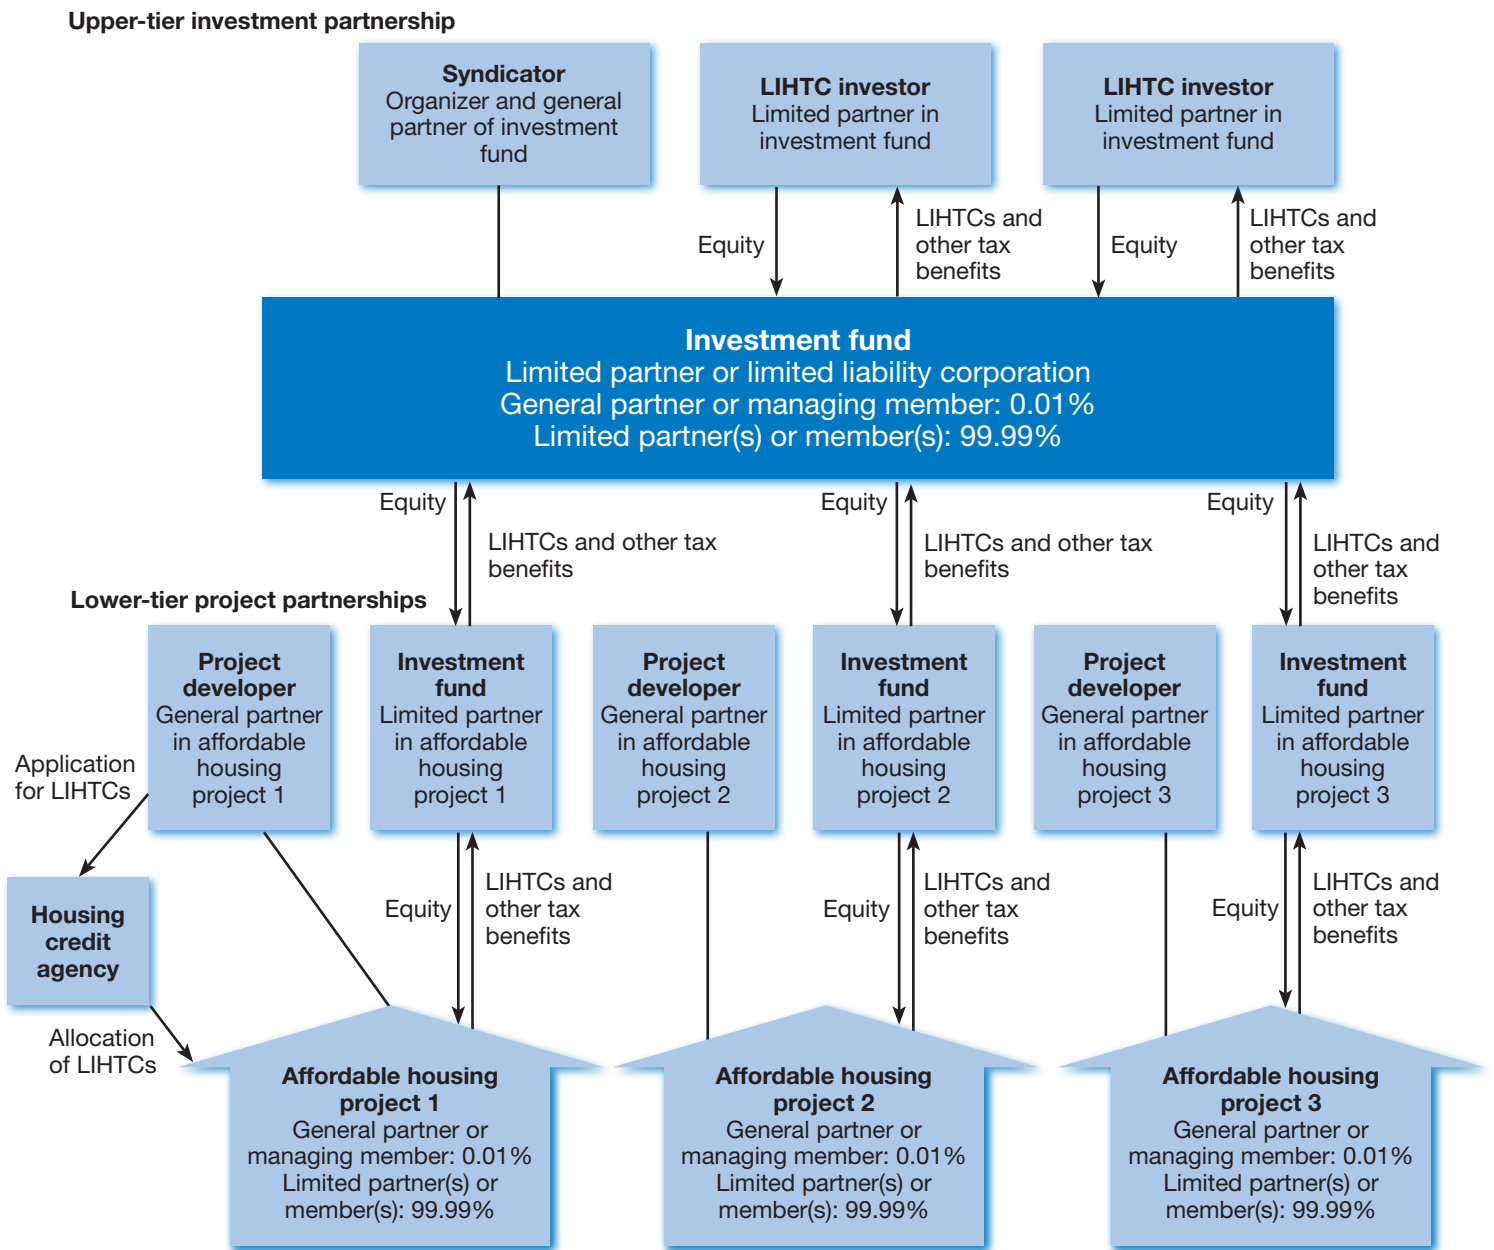 Upper-tier investment partnership
Syndicator
Organizer and general
partner of investment
fund
LIHTC investor
Limited partner in
investment fund
LIHTC investor
Limited partner in
investment fund
Equity
LIHTCs and
other tax
benefits
Equity
LIHTCs and
other tax
benefits
Investment fund
Limited partner or limited liability corporation
General partner or managing member: 0.01%
Limited partner(s) or member(s): 99.99%
Equity
LIHTCs and other tax
benefits
Equity
LIHTCs and other tax
benefits
Equity
LIHTCs and
other tax
benefits
Lower-tier project partnerships
Project
developer
General partner
in affordable
housing
project 1
Investment
fund
Limited partner
in affordable
housing
project 1
Project
developer
General partner
in affordable
housing
project 2
Investment
fund
Limited partner
in affordable
housing
project 2
Project
developer
General partner
in affordable
housing
project 3
Investment
fund
Limited partner
in affordable
housing
project 3
Application
for LIHTCs
Housing
credit
agency
Allocation
of LIHTCs
Equity
LIHTCs and
other tax
benefits
Equity
LIHTCs and
other tax
benefits
Equity
LIHTCs and
other tax
benefits
Affordable housing
project 1
General partner or
managing member: 0.01%
Limited partner(s) or
member(s): 99.99%
Affordable housing
project 2
General partner or
managing member: 0.01%
Limited partner(s) or
member(s): 99.99%
Affordable housing
project 3
General partner or
managing member: 0.01%
Limited partner(s) or
member(s): 99.99%